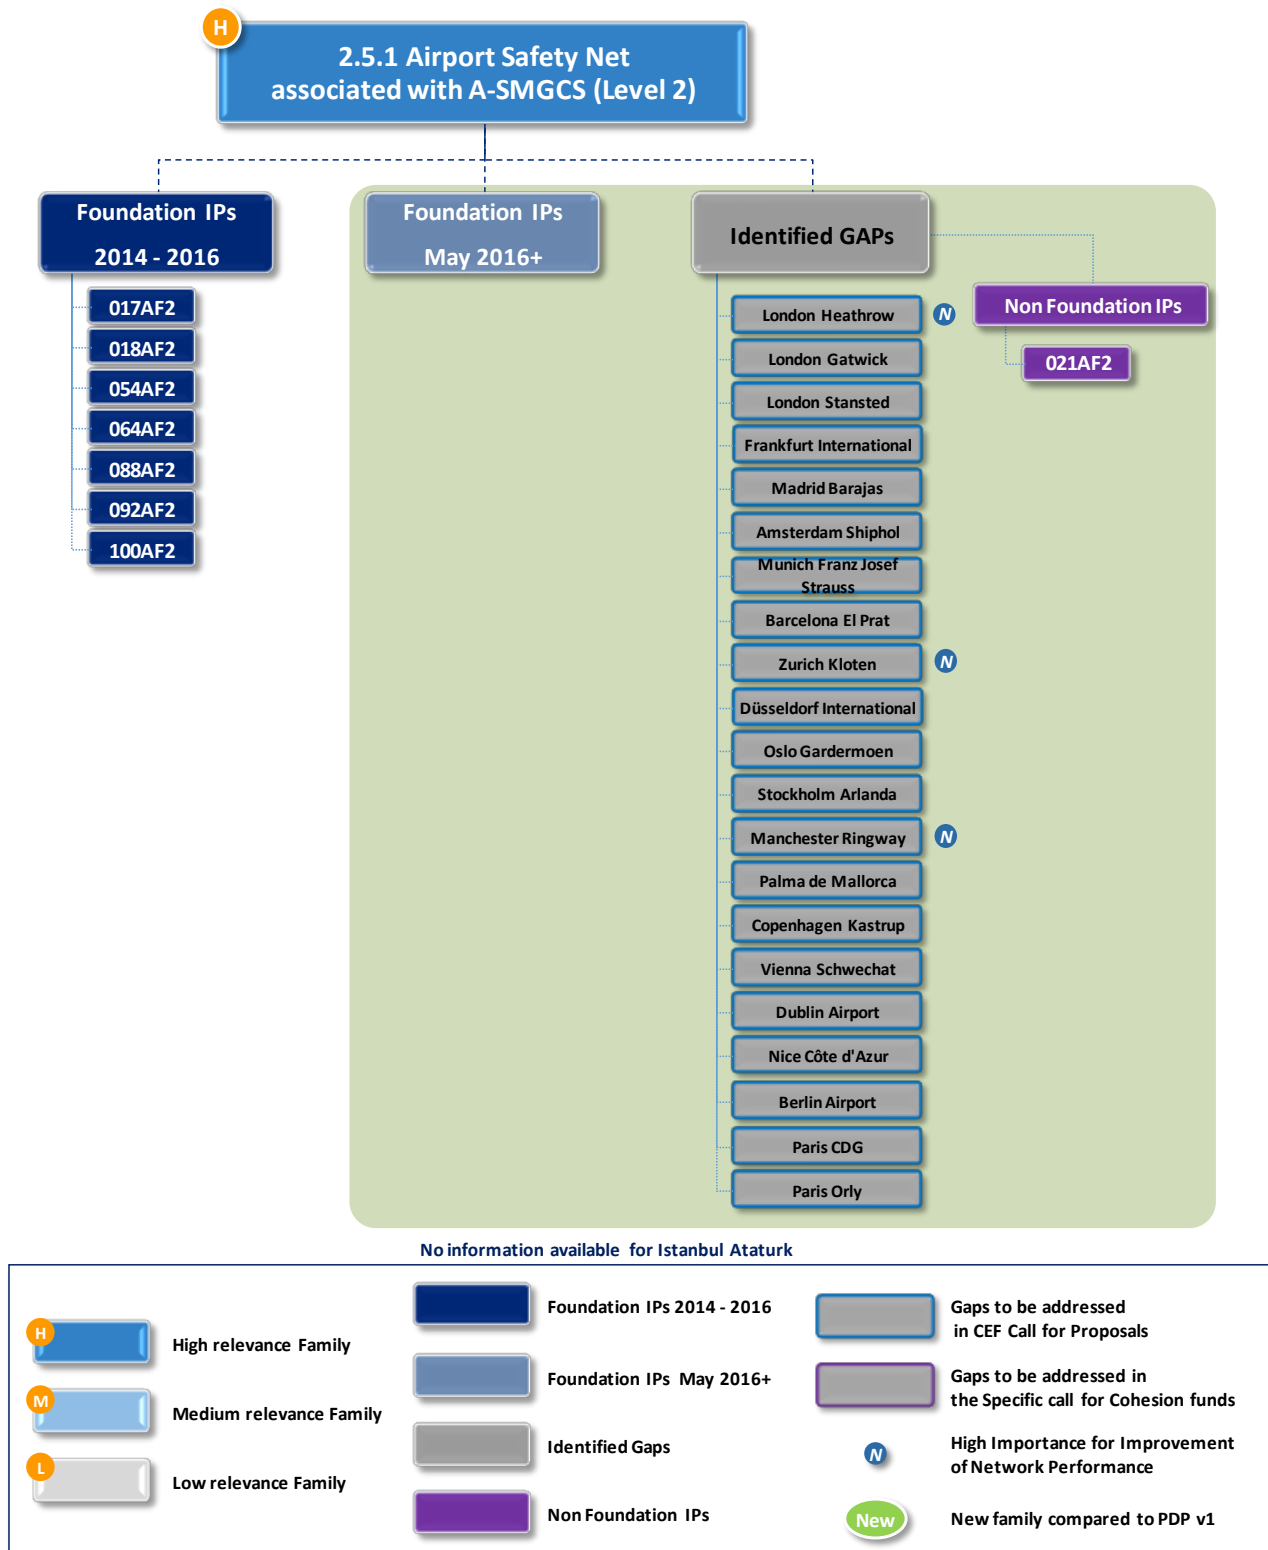 H
2.5.1 Airport Safety Net
associated with A-SMGCS (Level 2)
Foundation IPs
2014 - 2016
017AF2
018AF2
054AF2
064AF2
088AF2
092AF2
100AF2
Foundation IPs
May 2016+
Identified GAPs
London Heathrow
N
London Gatwick
London Stansted
Frankfurt International
Madrid Barajas
Amsterdam Shiphol
Munich Franz Josef
Strauss
Barcelona El Prat
Zurich Kloten
N
Düsseldorf International
Oslo Gardermoen
Stockholm Arlanda
Manchester Ringway
N
Palma de Mallorca
Copenhagen Kastrup
Vienna Schwechat
Dublin Airport
Nice Côte d'Azur
Berlin Airport
Paris CDG
Paris Orly
Non Foundation IPs
021AF2
No information available for Istanbul Ataturk
H
High relevance Family
M
Medium relevance Family
L
Low relevance Family
Foundation IPs 2014 - 2016
Foundation IPs May 2016+
Identified Gaps
Non Foundation IPs
Gaps to be addressed
in CEF Call for Proposals
Gaps to be addressed in
the Specific call for Cohesion funds
N
High Importance for Improvement
of Network Performance
New
New family compared to PDP v1